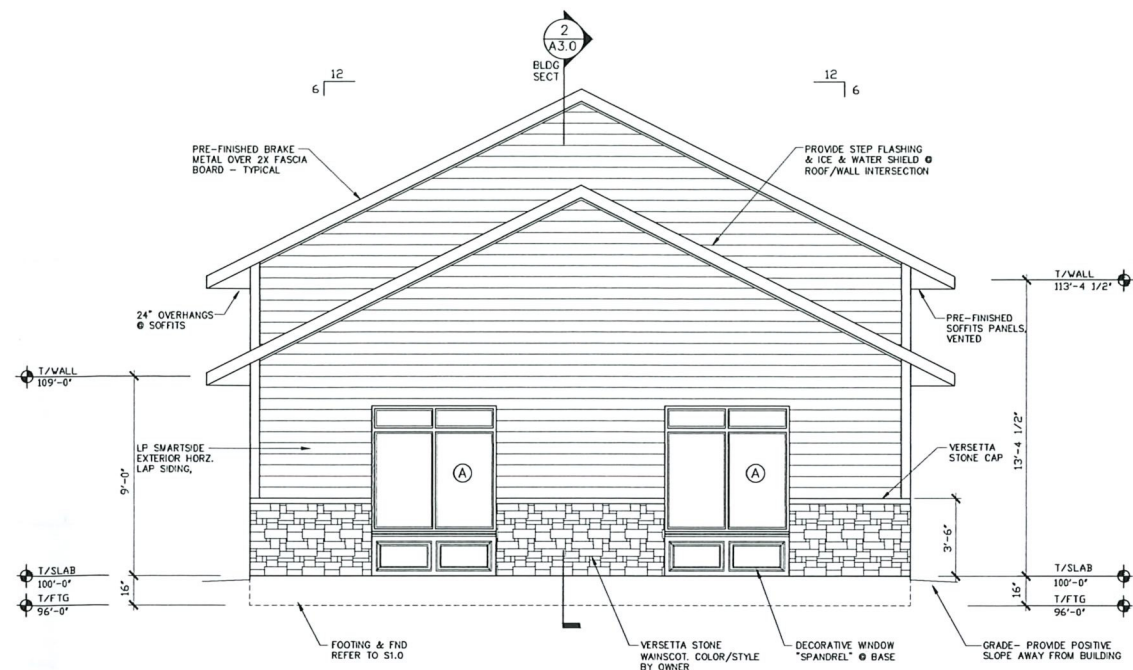 2
A3.0
BLDG
SECT
12
6
12
6
PRE-FINISHED BRAKE
METAL OVER 2X FASCIA
BOARD - TYPICAL
PROVIDE STEP FLASHING
& ICE & WATER SHIELD @
ROOF/WALL INTERSECTION
T/WALL
113'-4 1/2"
24" OVERHANGS
@ SOFFITS
PRE-FINISHED
SOFFITS PANELS,
VENTED
T/WALL
109'-0"
LP SMARTSIDE
EXTERIOR HORZ.
LAP SIDING,
9'-0"
A
A
VERSETTA
STONE CAP
13'-4 1/2"
3'-6"
T/SLAB
100'-0"
T/FTG
96'-0"
16"
T/SLAB
100'-0"
T/FTG
96'-0"
16"
FOOTING & FND
REFER TO S1.0
VERSETTA STONE
WAINSCOT. COLOR/STYLE
BY OWNER
DECORATIVE WINDOW
"SPANDREL" @ BASE
GRADE- PROVIDE POSITIVE
SLOPE AWAY FROM BUILDING